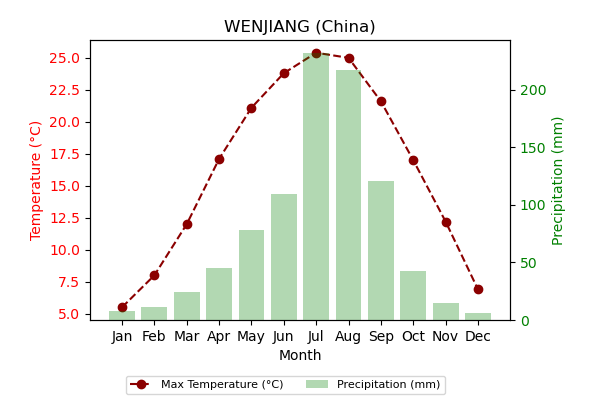 WENJIANG (China)
Temperature (°C)
25.0
22.5
20.0
17.5
15.0
12.5
10.0
7.5
5.0
200
150
100
50
0
Precipitation (mm)
Jan Feb Mar Apr May Jun Jul Aug Sep Oct Nov Dec
Month
Max Temperature (°C) Precipitation (mm)